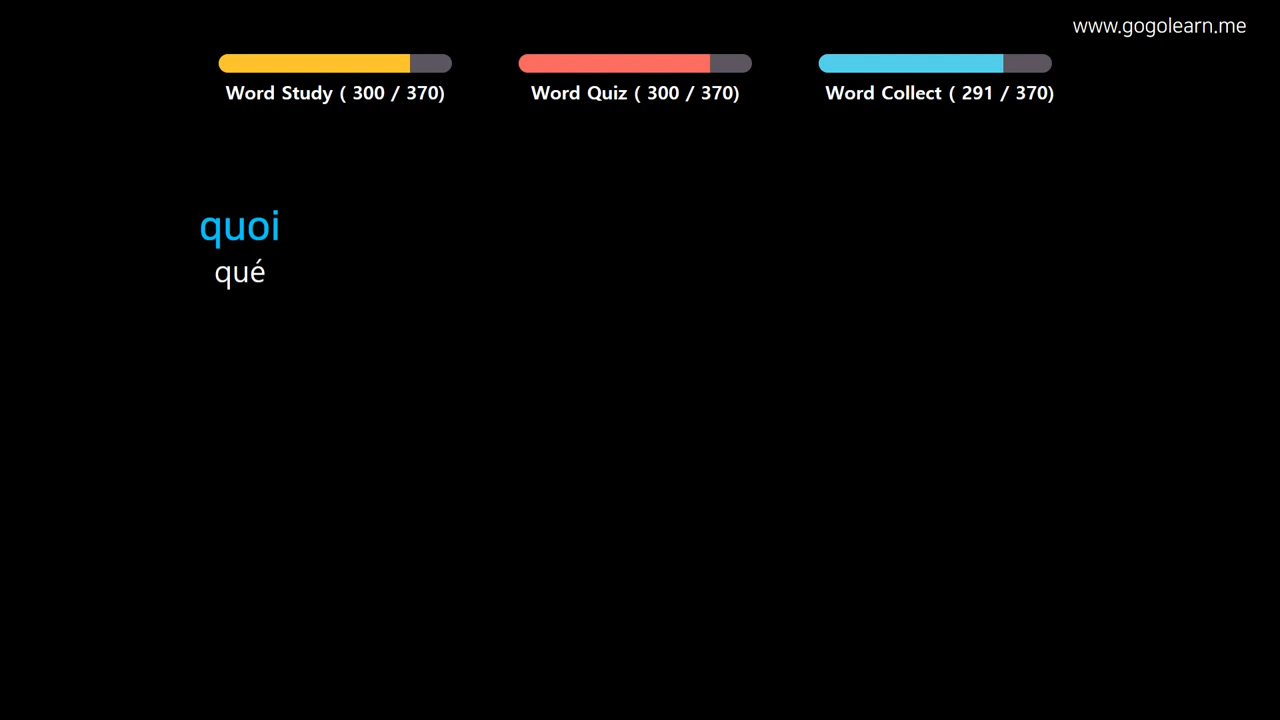 www.gogolearn.me
Word Study ( 300 / 370)
Word Quiz ( 300 / 370)
Word Collect ( 291 / 370)
quoi
qué